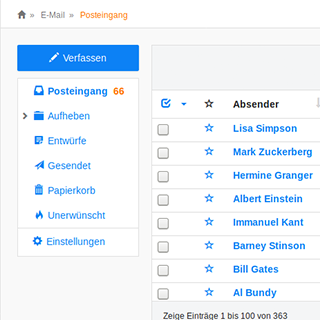 » E-Mail » Posteingang
Verfassen
Posteingang 66
Aufheben
Entwürfe
Gesendet
Papierkorb
Unerwünscht
Einstellungen
Absender
Lisa Simpson
Mark Zuckerberg
Hermine Granger
Albert Einstein
Immanuel Kant
Barney Stinson
Bill Gates
Al Bundy
Zeige Einträge 1 bis 100 von 363